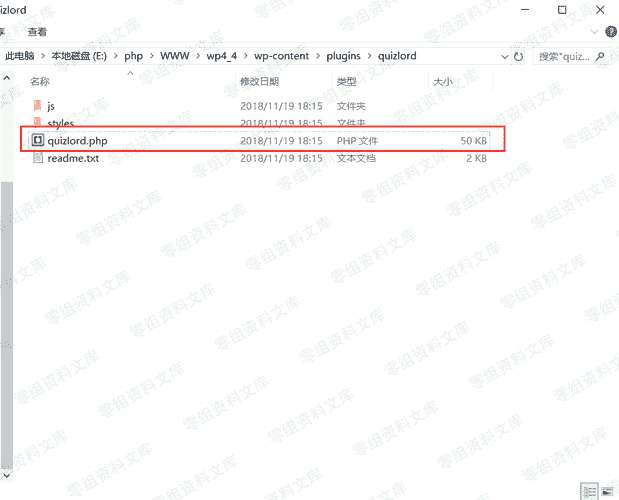 izlord
享 查看
此电脑 > 本地磁盘 (E:) > php > WWW > wp4_4 > wp-content > plugins > quizlord 搜索"quiz...
名称 修改日期 类型 大小
js 2018/11/19 18:15 文件夹
styles 2018/11/19 18:15 文件夹
quizlord.php 2018/11/19 18:15 PHP 文件 50 KB
readme.txt 2018/11/19 18:15 文本文档 2 KB
零组资料文库